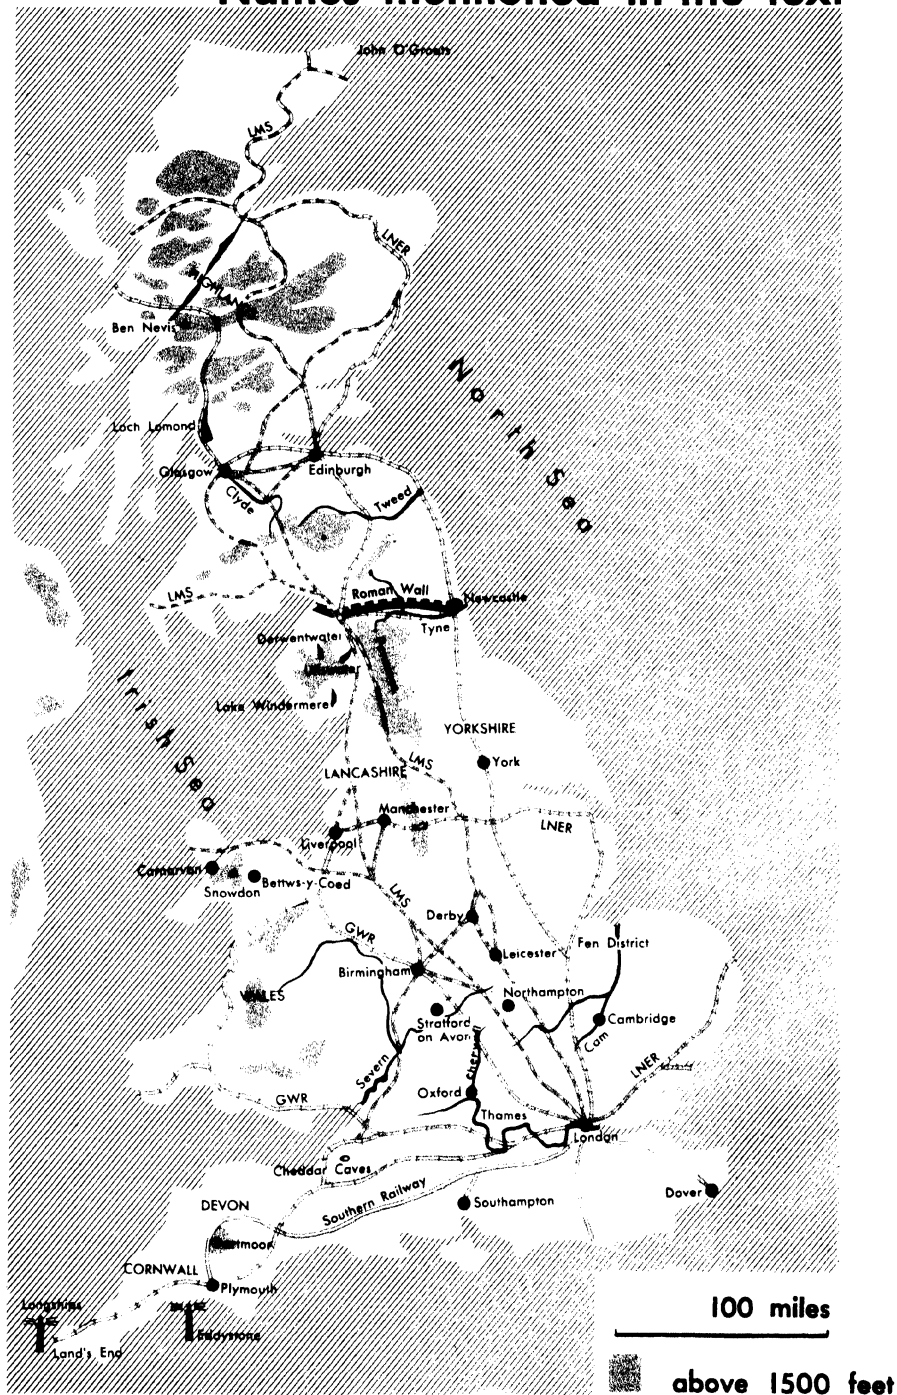 Names mentioned in the text
John O'Groats
LMS
LNER
Ben Nevis
Loch Lomond
Glasgow
Edinburgh
Clyde
Tweed
North Sea
LMS
Roman Wall
Newcastle
Tyne
Derwentwater
Ullswater
Lake Windermere
Irish Sea
YORKSHIRE
York
LMS
LANCASHIRE
Manchester
LNER
Liverpool
Carnarvon
Snowdon
Bettws-y-Coed
LMS
Derby
GWR
Fen District
Leicester
Birmingham
WALES
Northampton
Stratford
on Avon
Cambridge
Cam
Severn
Cherwell
LNER
Oxford
GWR
Thames
London
Cheddar Caves
Southern Railway
Southampton
Dover
DEVON
Dartmoor
CORNWALL
Plymouth
Longships
Eddystone
Land's End
100 miles
above 1500 feet